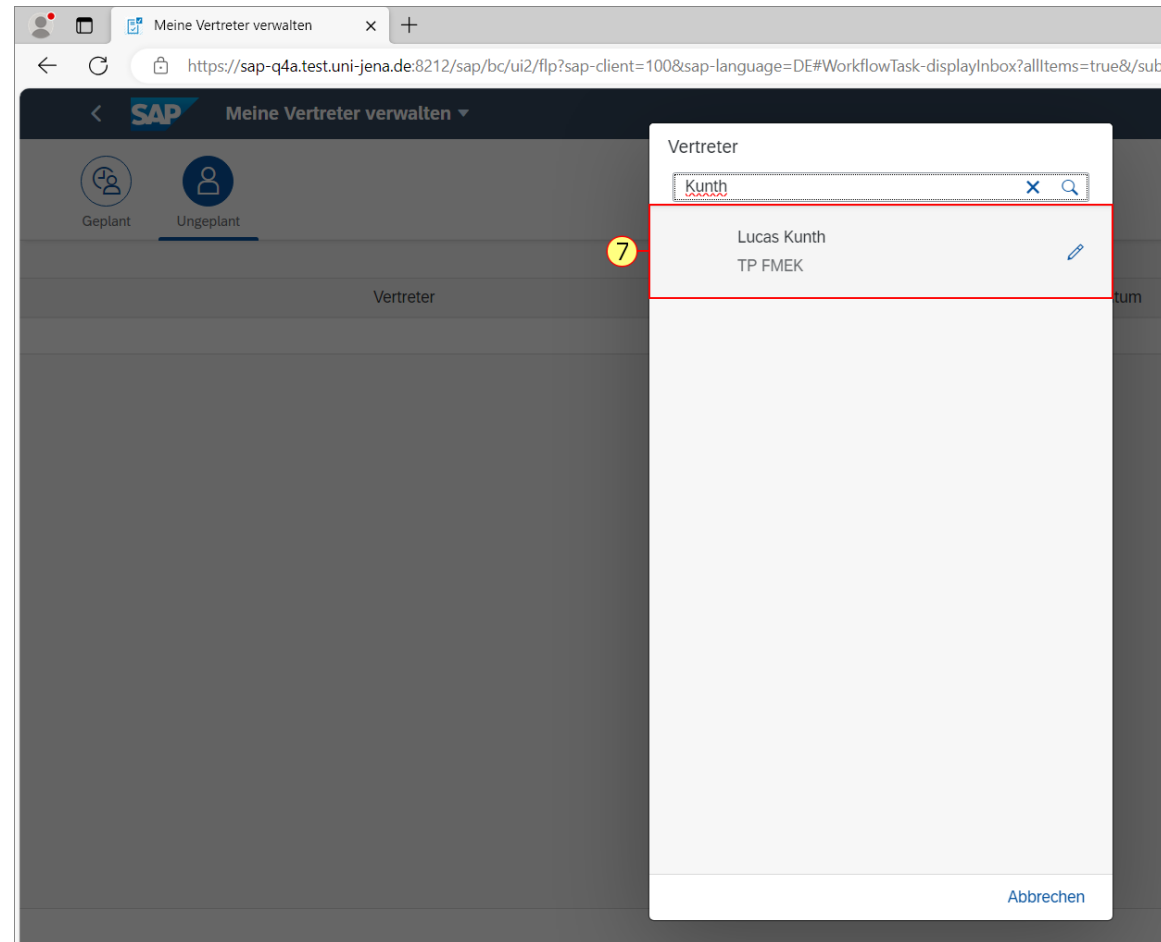 Meine Vertreter verwalten
https://sap-q4a.test.uni-jena.de:8212/sap/bc/ui2/flp?sap-client=100&sap-language=DE#WorkflowTask-displayInbox?allItems=true&/sub
SAP Meine Vertreter verwalten
Vertreter
Kunth
Geplant Ungeplant
7
Lucas Kunth
TP FMEK
Vertreter
tum
Abbrechen